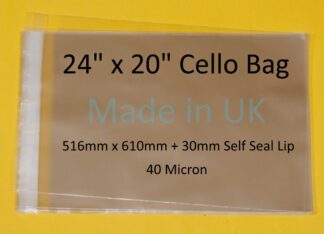 24" x 20" Cello Bag
Made in UK
516mm x 610mm + 30mm Self Seal Lip
40 Micron